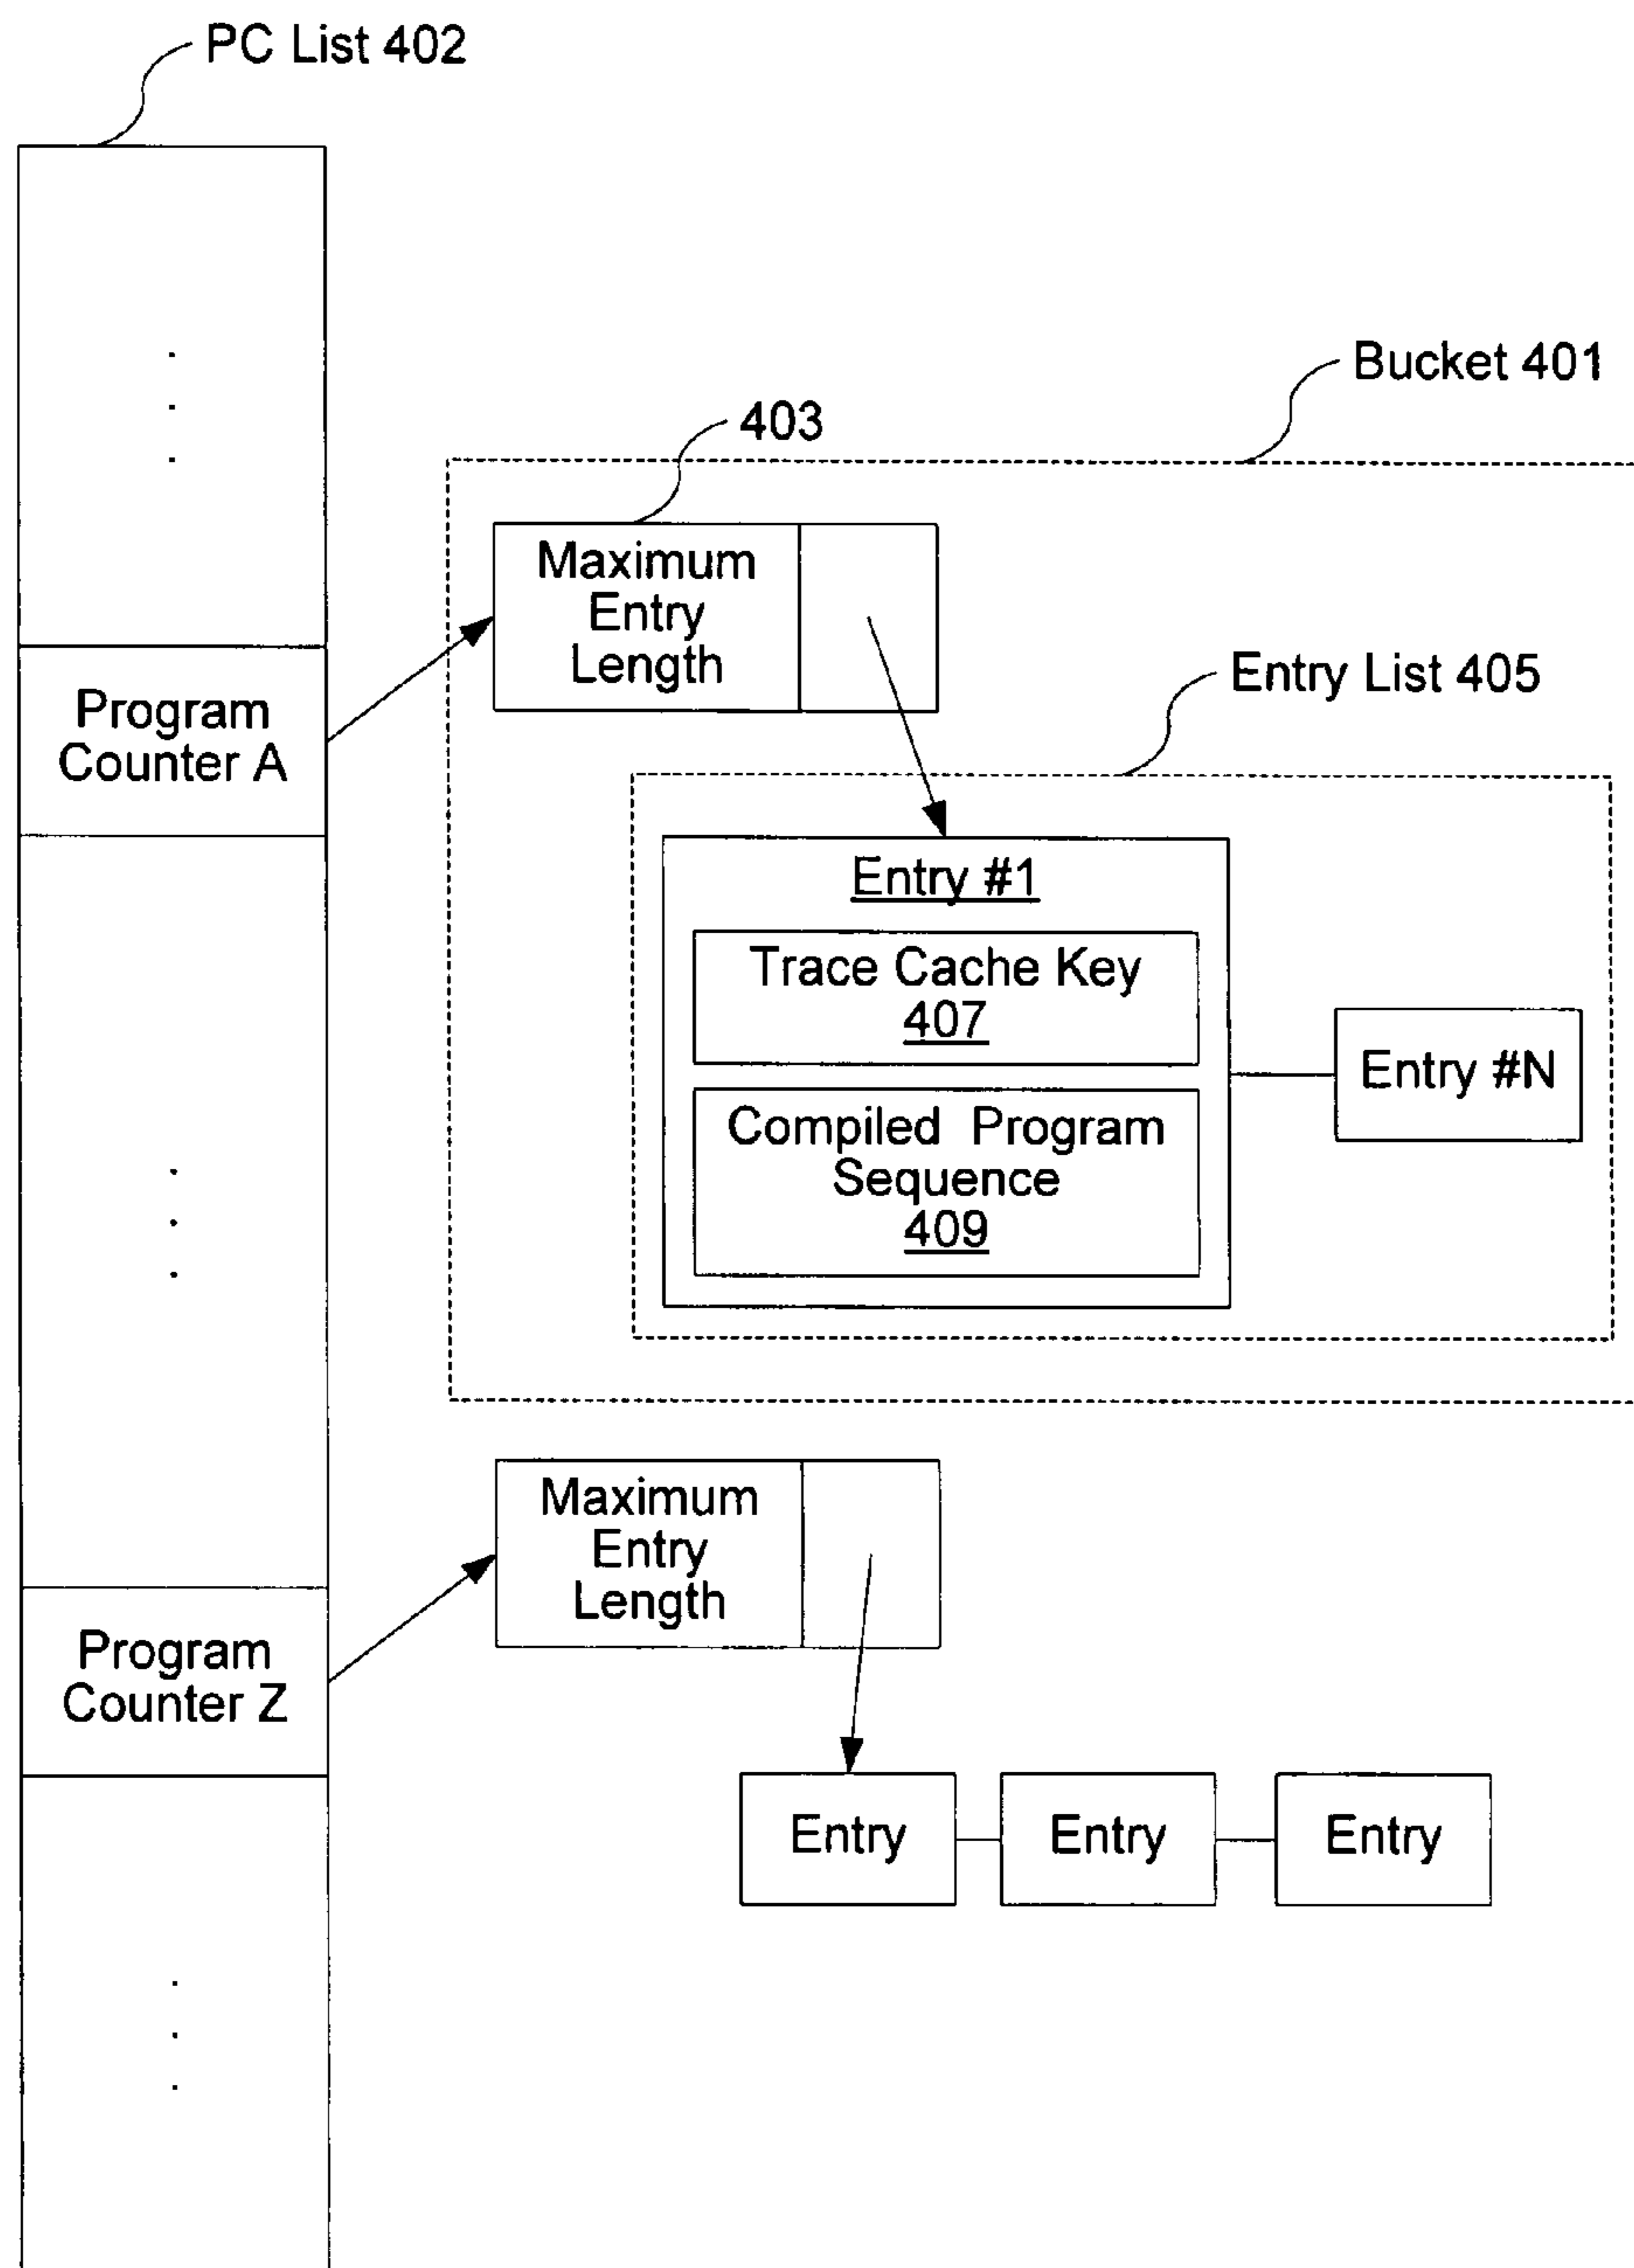 PC List 402
Bucket 401
403
Maximum
Entry
Length
Entry List 405
Program
Counter A
Entry #1
Trace Cache Key
407
Entry #N
Compiled Program
Sequence
409
Maximum
Entry
Length
Program
Counter Z
Entry
Entry
Entry